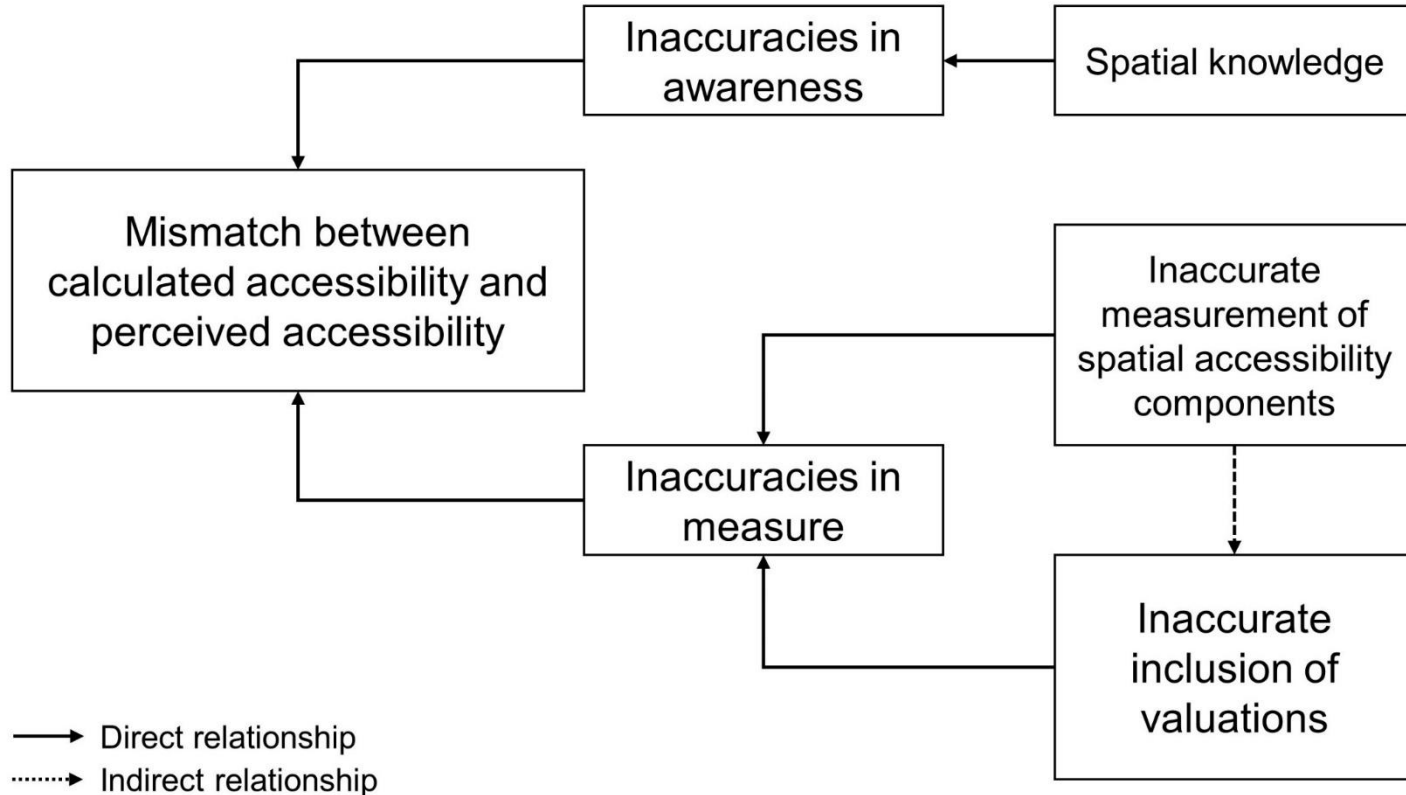 Inaccuracies in
awareness
Spatial knowledge
Mismatch between
calculated accessibility and
perceived accessibility
Inaccurate
measurement of
spatial accessibility
components
Inaccuracies in
measure
Inaccurate
inclusion of
valuations
Direct relationship
Indirect relationship